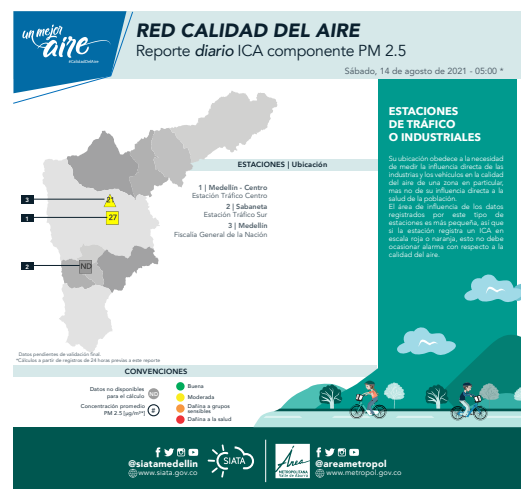 un mejor
aire
#CalidadDelAire
RED CALIDAD DEL AIRE
Reporte diario ICA componente PM 2.5
Sábado, 14 de agosto de 2021 - 05:00 *
ESTACIONES | Ubicación
1 | Medellín - Centro
Estación Tráfico Centro
2 | Sabaneta
Estación Tráfico Sur
3 | Medellín
Fiscalía General de la Nación
3
21
1
27
2
ND
Datos pendientes de validación final.
*Cálculos a partir de registros de 24 horas previas a este reporte
ESTACIONES
DE TRÁFICO
O INDUSTRIALES
Su ubicación obedece a la necesidad
de medir la influencia directa de las
industrias y los vehículos en la calidad
del aire de una zona en particular,
mas no de su influencia directa a la
salud de la población.
El área de influencia de los datos
registrados por este tipo de
estaciones es más pequeña, así que
si la estación registra un ICA en
escala roja o naranja, esto no debe
ocasionar alarma con respecto a la
calidad del aire.
CONVENCIONES
Datos no disponibles
para el cálculo
ND
Concentración promedio
PM 2.5 (µg/m³*)
#
Buena
Moderada
Dañina a grupos
sensibles
Dañina a la salud
@siatamedellin
www.siata.gov.co
SIATA
Área
METROPOLITANA
Valle de Aburrá
@areametropol
www.metropol.gov.co